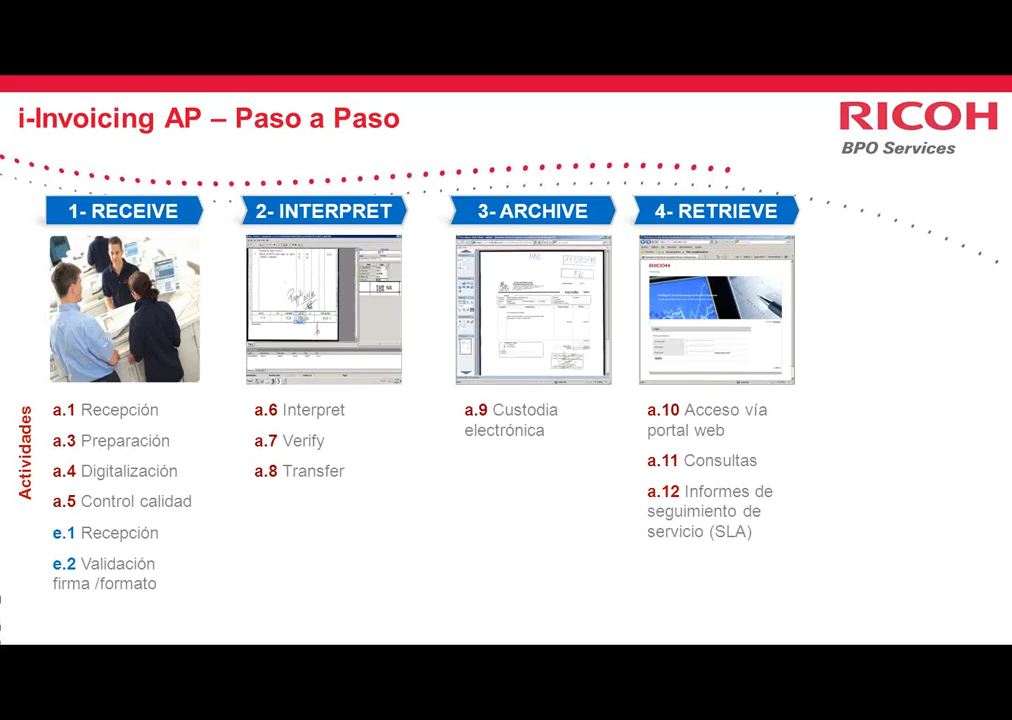 i-Invoicing AP – Paso a Paso
RICOH
BPO Services
1- RECEIVE
2- INTERPRET
3- ARCHIVE
4- RETRIEVE
RICOH
Actividades
a.1 Recepción
a.3 Preparación
a.4 Digitalización
a.5 Control calidad
e.1 Recepción
e.2 Validación
firma /formato
a.6 Interpret
a.7 Verify
a.8 Transfer
a.9 Custodia
electrónica
a.10 Acceso vía
portal web
a.11 Consultas
a.12 Informes de
seguimiento de
servicio (SLA)